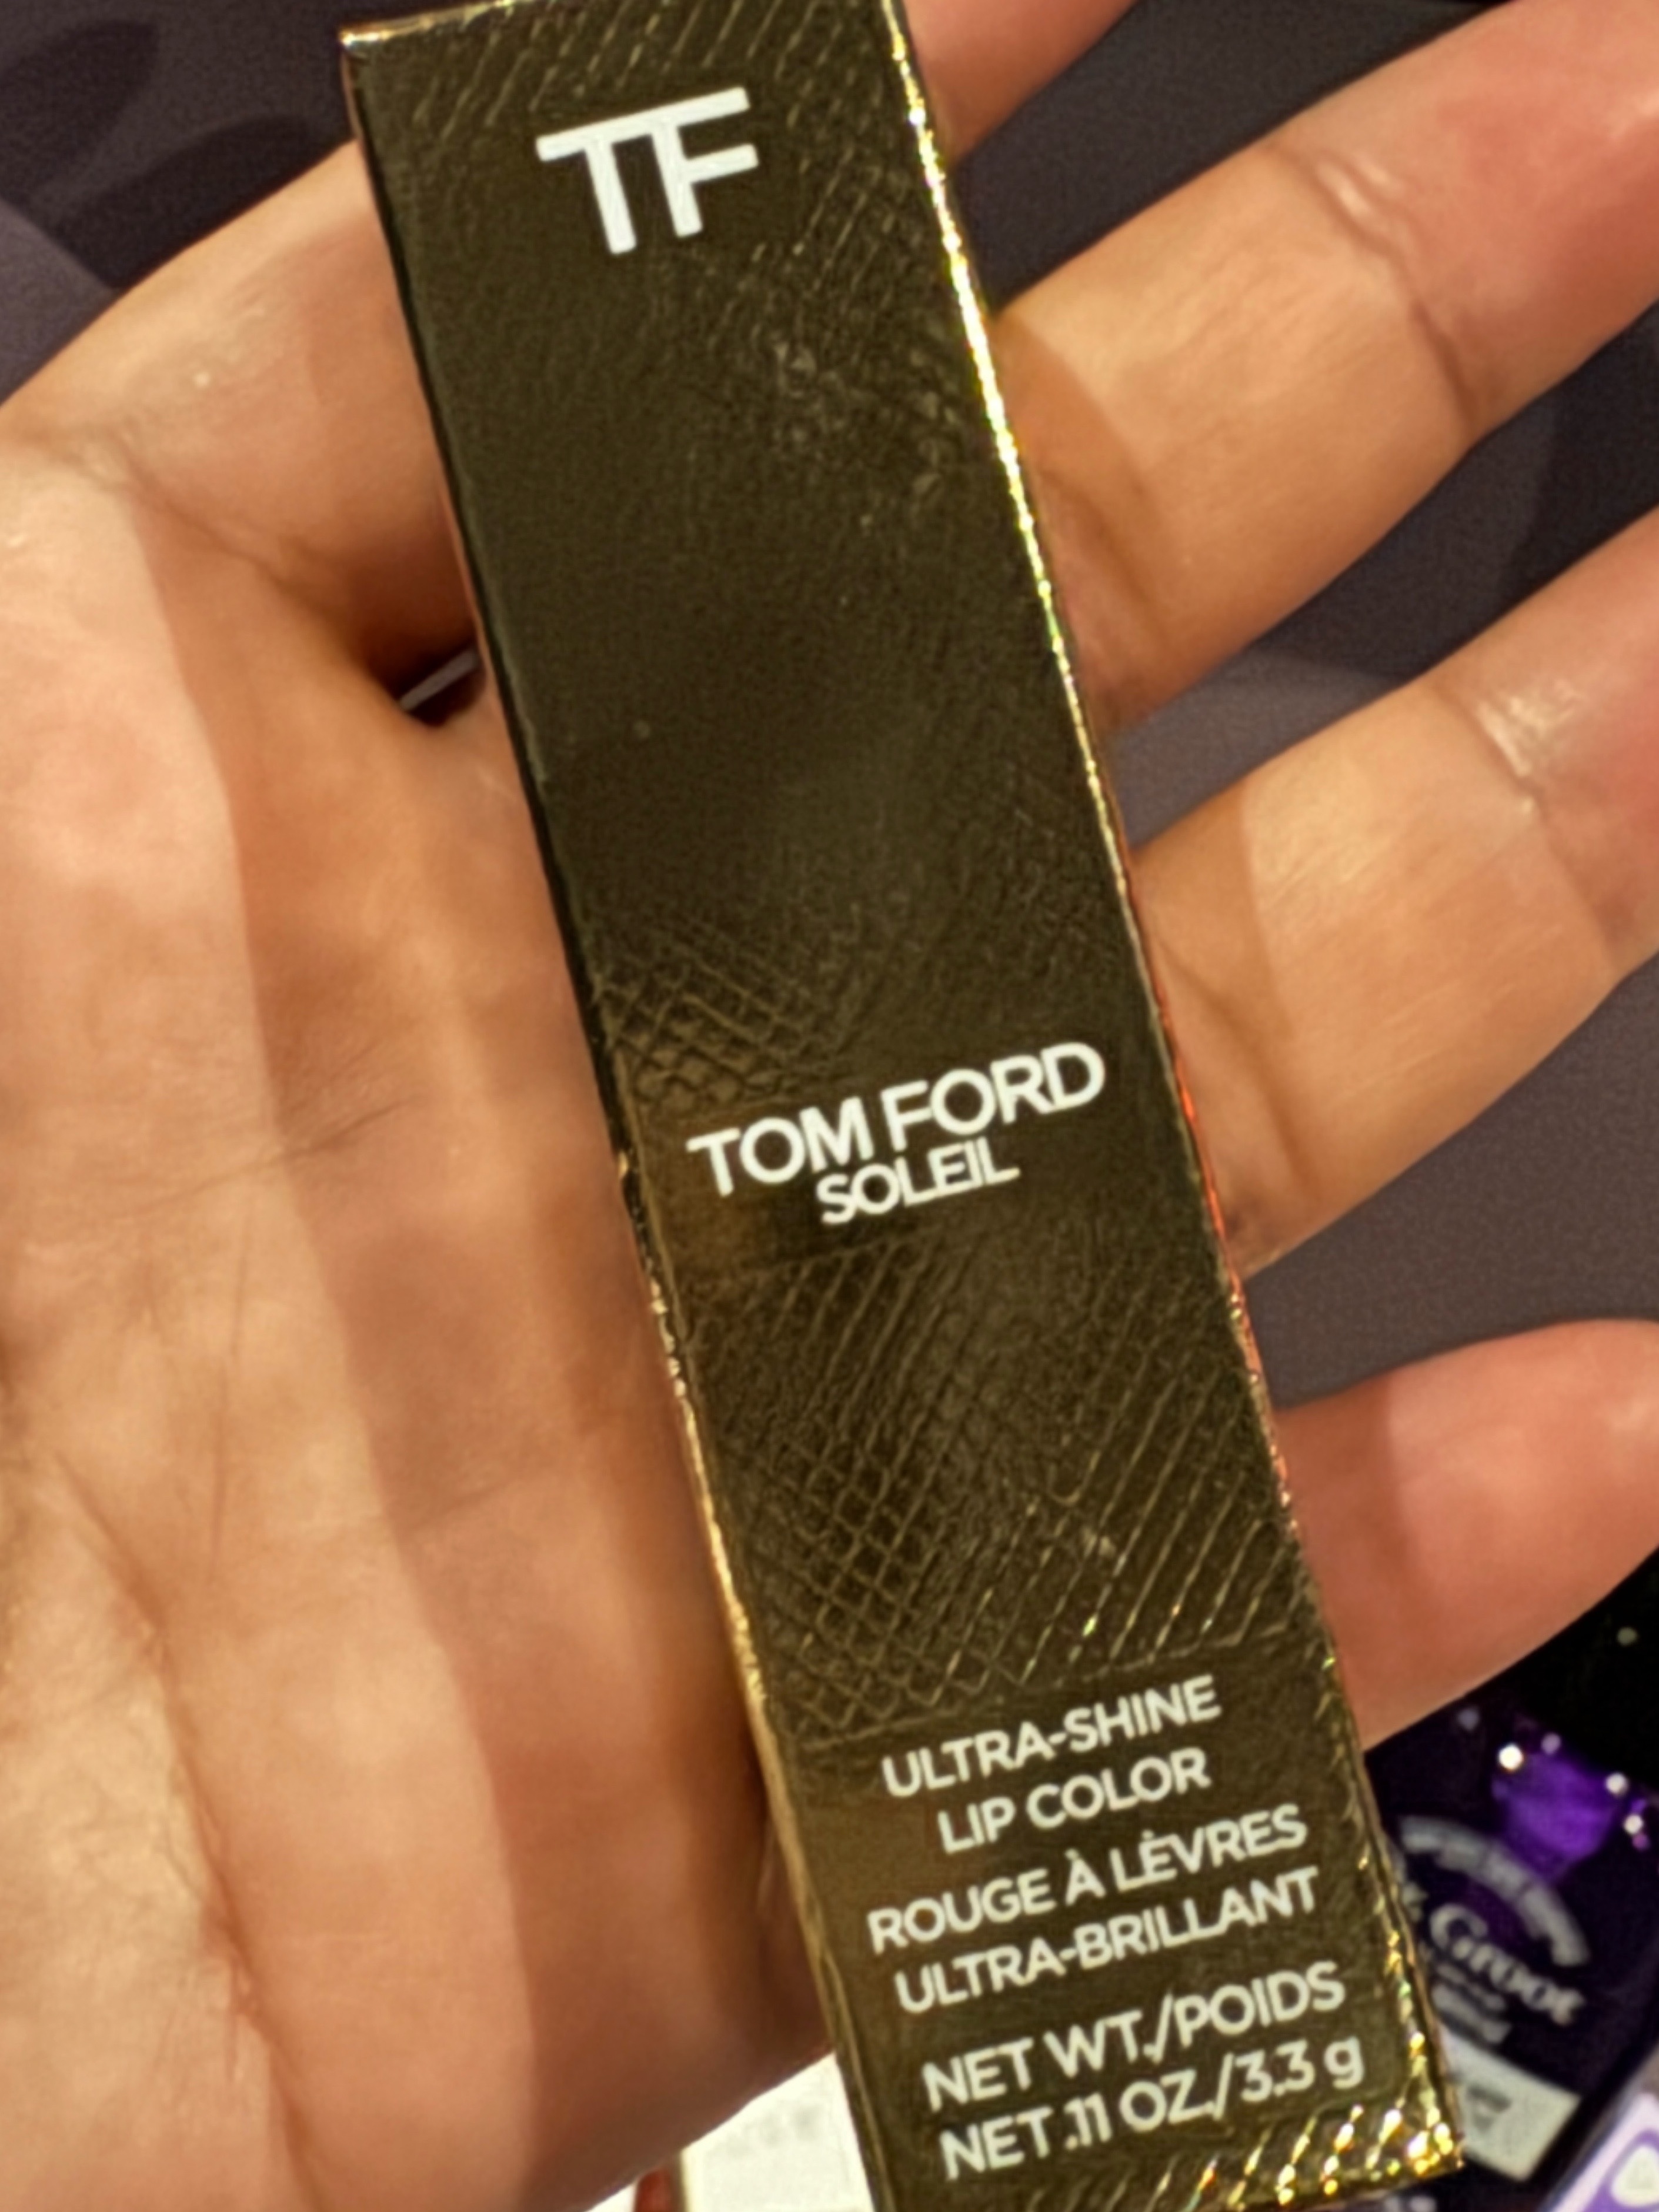 TF
TOM FORD
SOLEIL
ULTRA-SHINE
LIP COLOR
ROUGE À LÈVRES
ULTRA-BRILLANT
NET WT./POIDS
NET .11 OZ./3.3 g
Groot